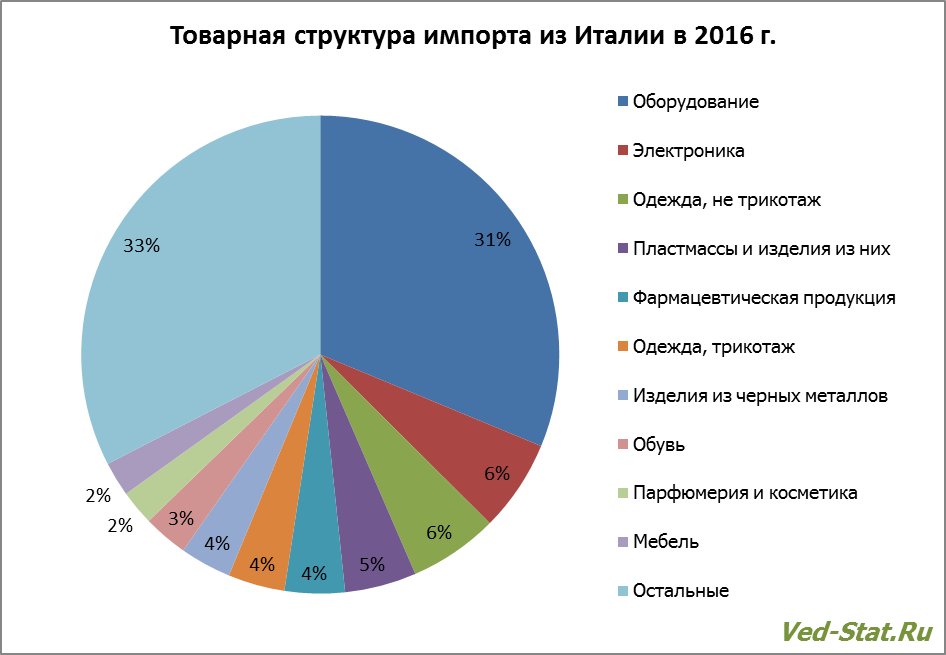 Товарная структура импорта из Италии в 2016 г.
Оборудование
Электроника
Одежда, не трикотаж
Пластмассы и изделия из них
Фармацевтическая продукция
Одежда, трикотаж
Изделия из черных металлов
Обувь
Парфюмерия и косметика
Мебель
Остальные
31%
6%
6%
5%
4%
4%
4%
3%
2%
2%
33%
Ved-Stat.Ru